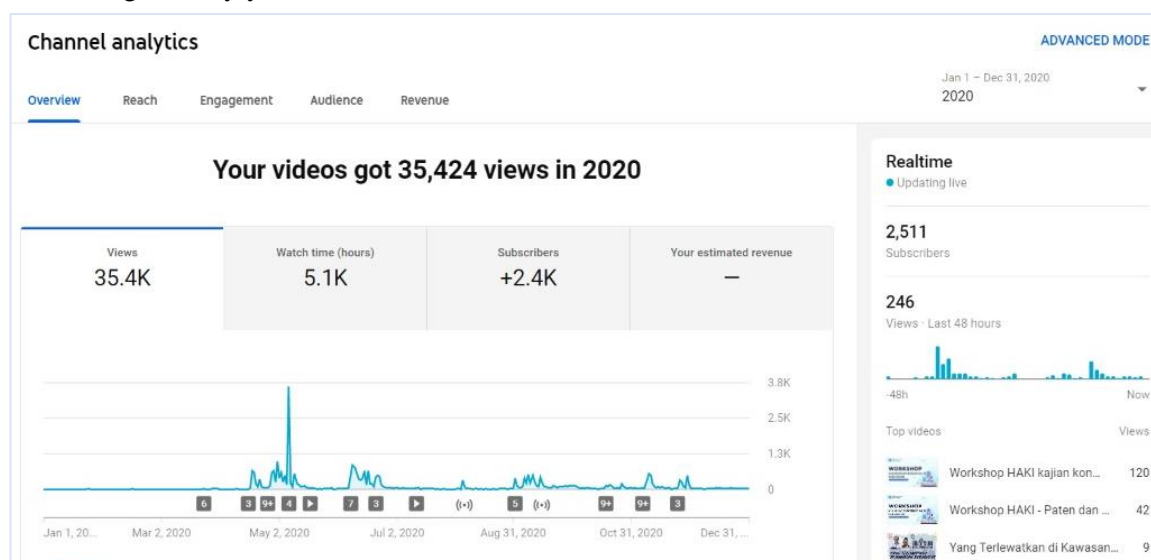 Channel analytics
ADVANCED MODE
Overview
Reach
Engagement
Audience
Revenue
Jan 1 – Dec 31, 2020
2020
Your videos got 35,424 views in 2020
Views
35.4K
Watch time (hours)
5.1K
Subscribers
+2.4K
Your estimated revenue
—
3.8K
2.5K
1.3K
0
6
3
9+
4
7
3
5
9+
9+
3
Jan 1, 20...
Mar 2, 2020
May 2, 2020
Jul 2, 2020
Aug 31, 2020
Oct 31, 2020
Dec 31, ...
Realtime
Updating live
2,511
Subscribers
246
Views · Last 48 hours
-48h
Now
Top videos
Views
WORKSHOP
Workshop HAKI kajian kon...
120
WORKSHOP
Workshop HAKI - Paten dan ...
42
Yang Terlewatkan di Kawasan...
9